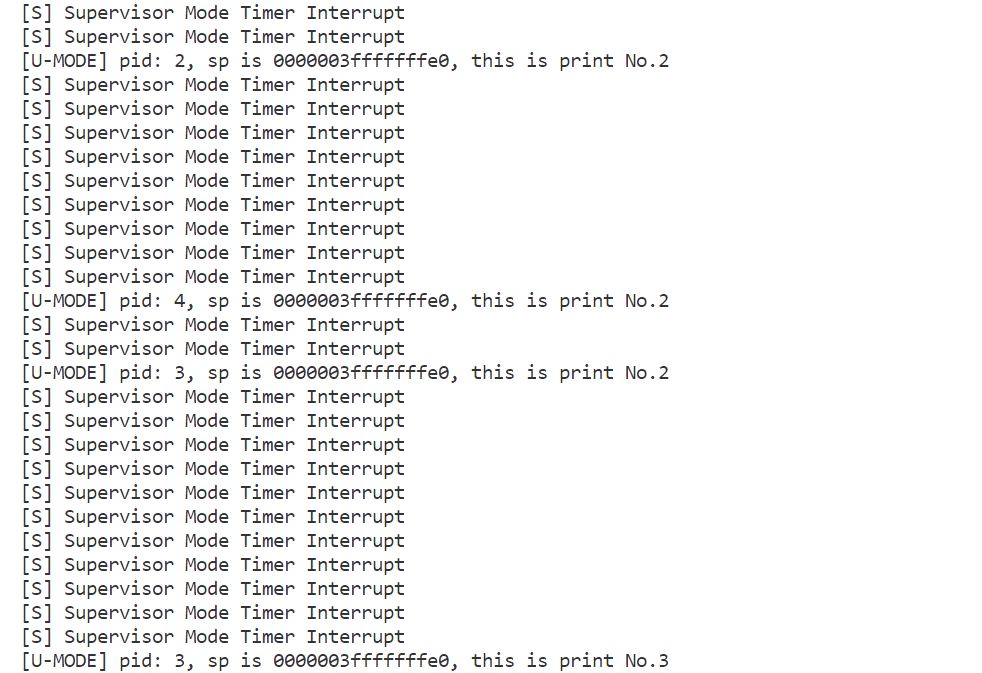 [S] Supervisor Mode Timer Interrupt
[S] Supervisor Mode Timer Interrupt
[U-MODE] pid: 2, sp is 0000003fffffffe0, this is print No.2
[S] Supervisor Mode Timer Interrupt
[S] Supervisor Mode Timer Interrupt
[S] Supervisor Mode Timer Interrupt
[S] Supervisor Mode Timer Interrupt
[S] Supervisor Mode Timer Interrupt
[S] Supervisor Mode Timer Interrupt
[S] Supervisor Mode Timer Interrupt
[S] Supervisor Mode Timer Interrupt
[S] Supervisor Mode Timer Interrupt
[U-MODE] pid: 4, sp is 0000003fffffffe0, this is print No.2
[S] Supervisor Mode Timer Interrupt
[S] Supervisor Mode Timer Interrupt
[U-MODE] pid: 3, sp is 0000003fffffffe0, this is print No.2
[S] Supervisor Mode Timer Interrupt
[S] Supervisor Mode Timer Interrupt
[S] Supervisor Mode Timer Interrupt
[S] Supervisor Mode Timer Interrupt
[S] Supervisor Mode Timer Interrupt
[S] Supervisor Mode Timer Interrupt
[S] Supervisor Mode Timer Interrupt
[S] Supervisor Mode Timer Interrupt
[S] Supervisor Mode Timer Interrupt
[S] Supervisor Mode Timer Interrupt
[S] Supervisor Mode Timer Interrupt
[U-MODE] pid: 3, sp is 0000003fffffffe0, this is print No.3